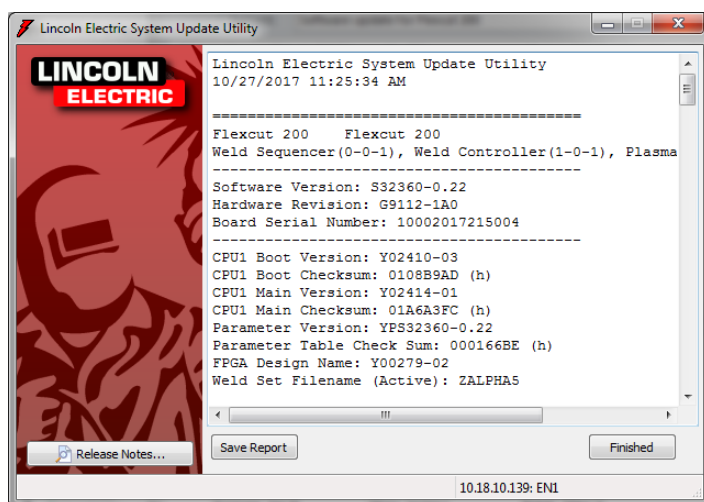 Software update for Flexcut 200
Lincoln Electric System Update Utility
LINCOLN
ELECTRIC
Lincoln Electric System Update Utility
10/27/2017 11:25:34 AM
==========================================
Flexcut 200    Flexcut 200
Weld Sequencer(0-0-1), Weld Controller(1-0-1), Plasma
------------------------------------------
Software Version: S32360-0.22
Hardware Revision: G9112-1A0
Board Serial Number: 10002017215004
------------------------------------------
CPU1 Boot Version: Y02410-03
CPU1 Boot Checksum: 0108B9AD (h)
CPU1 Main Version: Y02414-01
CPU1 Main Checksum: 01A6A3FC (h)
Parameter Version: YPS32360-0.22
Parameter Table Check Sum: 000166BE (h)
FPGA Design Name: Y00279-02
Weld Set Filename (Active): ZALPHA5
Release Notes...
Save Report
Finished
10.18.10.139: EN1